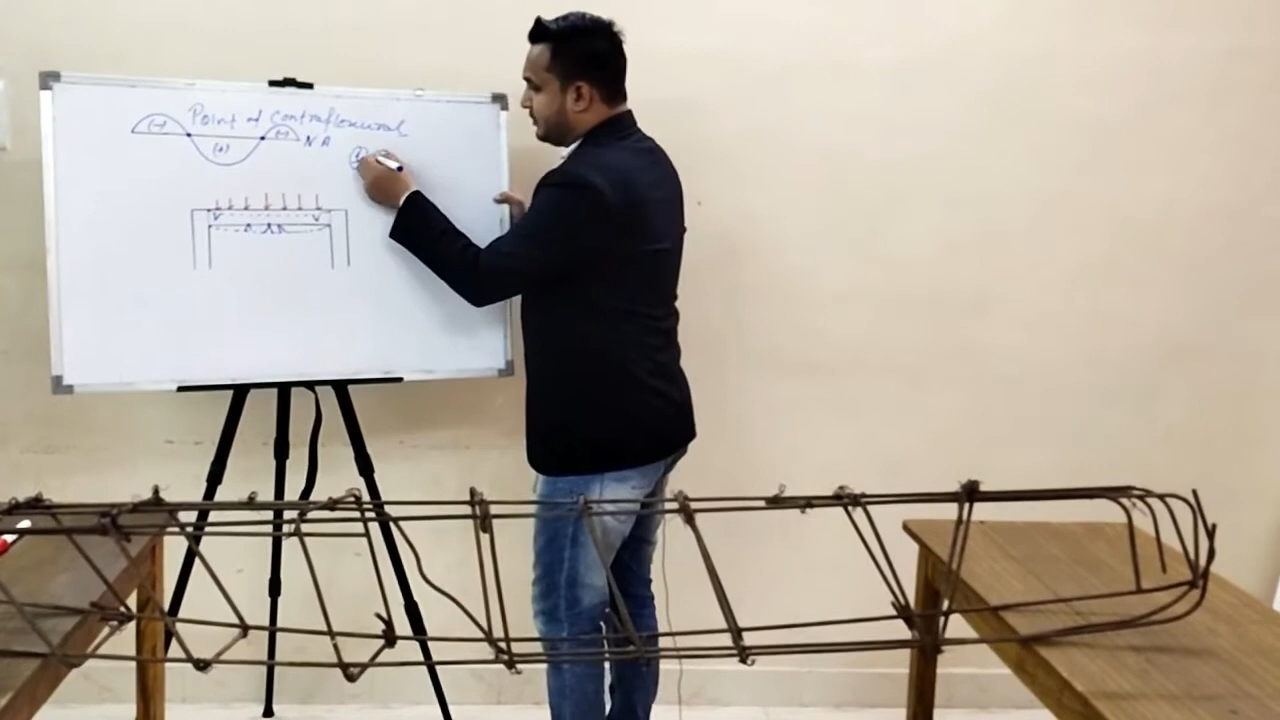 Point of contraflexural
(-) (+) (-) N A